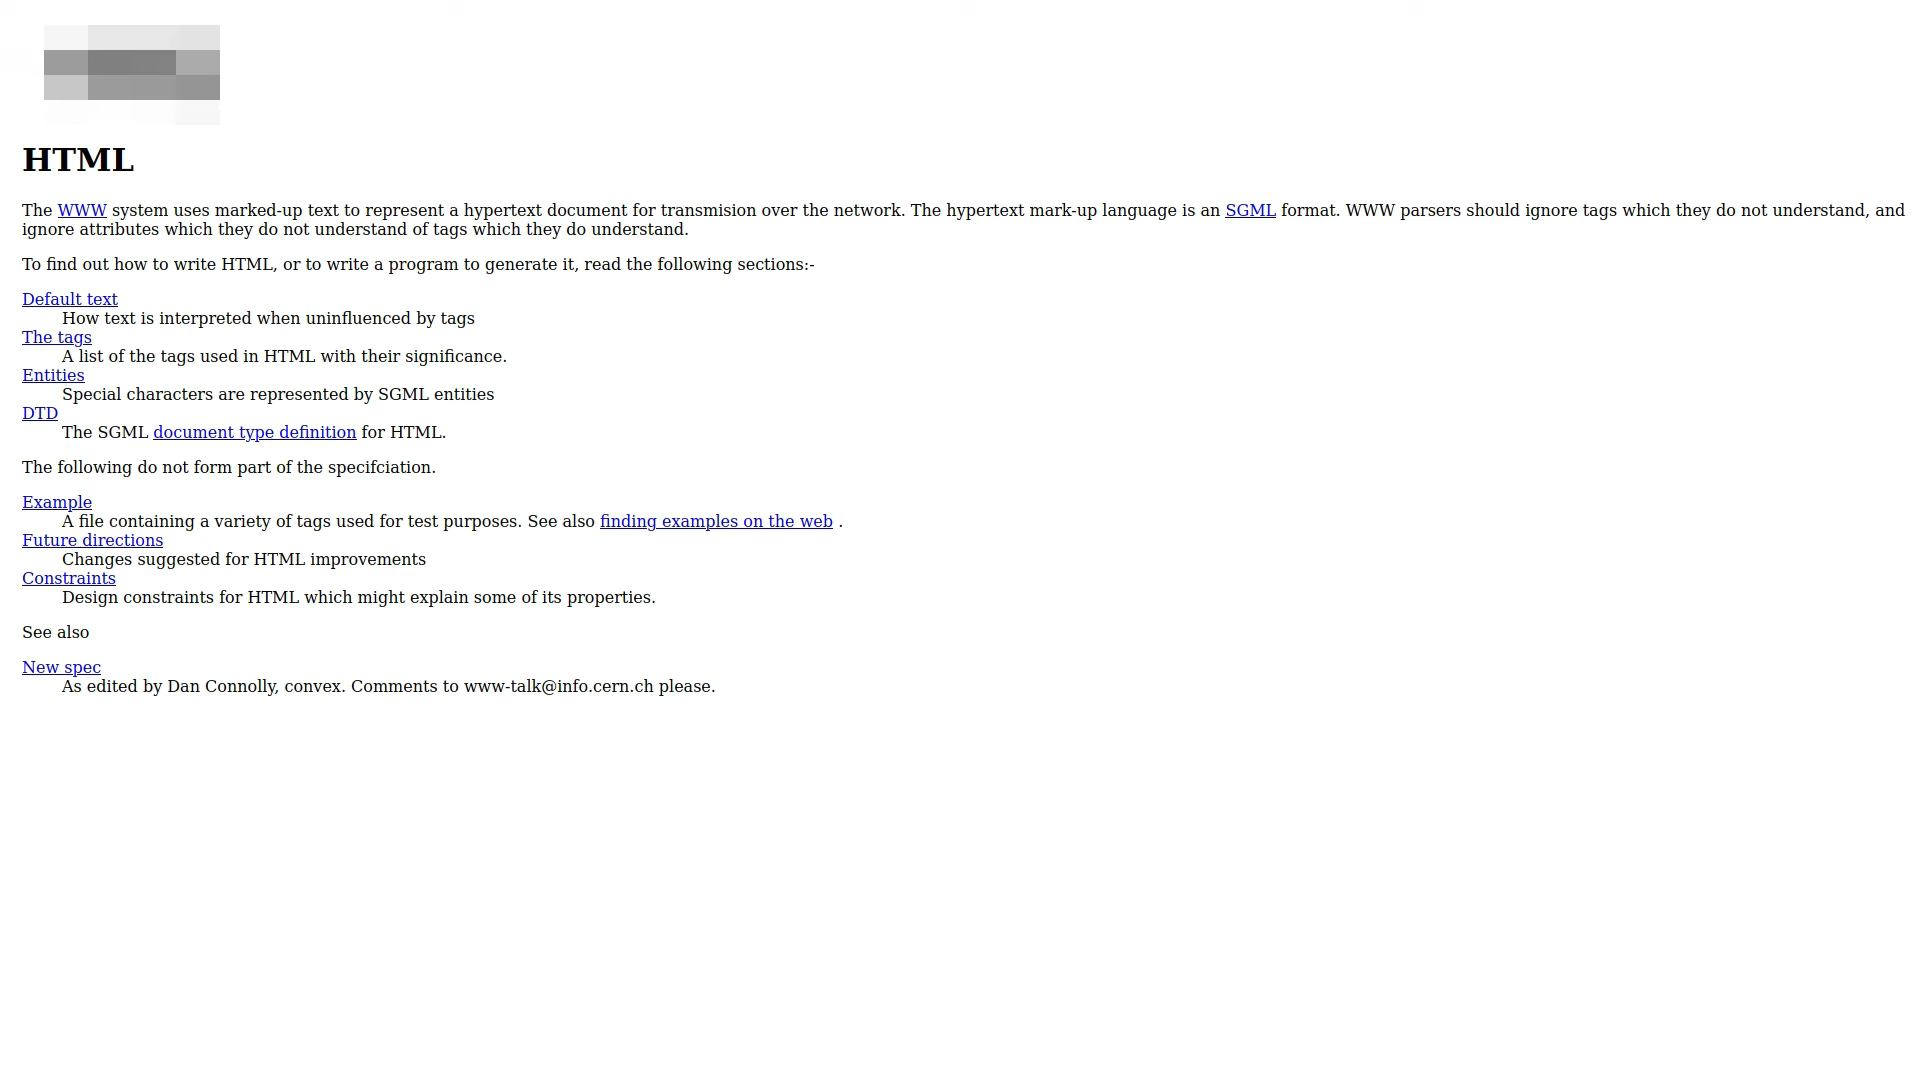 HTML
The WWW system uses marked-up text to represent a hypertext document for transmision over the network. The hypertext mark-up language is an SGML format. WWW parsers should ignore tags which they do not understand, and
ignore attributes which they do not understand of tags which they do understand.
To find out how to write HTML, or to write a program to generate it, read the following sections:-
Default text
How text is interpreted when uninfluenced by tags
The tags
A list of the tags used in HTML with their significance.
Entities
Special characters are represented by SGML entities
DTD
The SGML document type definition for HTML.
The following do not form part of the specifciation.
Example
A file containing a variety of tags used for test purposes. See also finding examples on the web .
Future directions
Changes suggested for HTML improvements
Constraints
Design constraints for HTML which might explain some of its properties.
See also
New spec
As edited by Dan Connolly, convex. Comments to www-talk@info.cern.ch please.